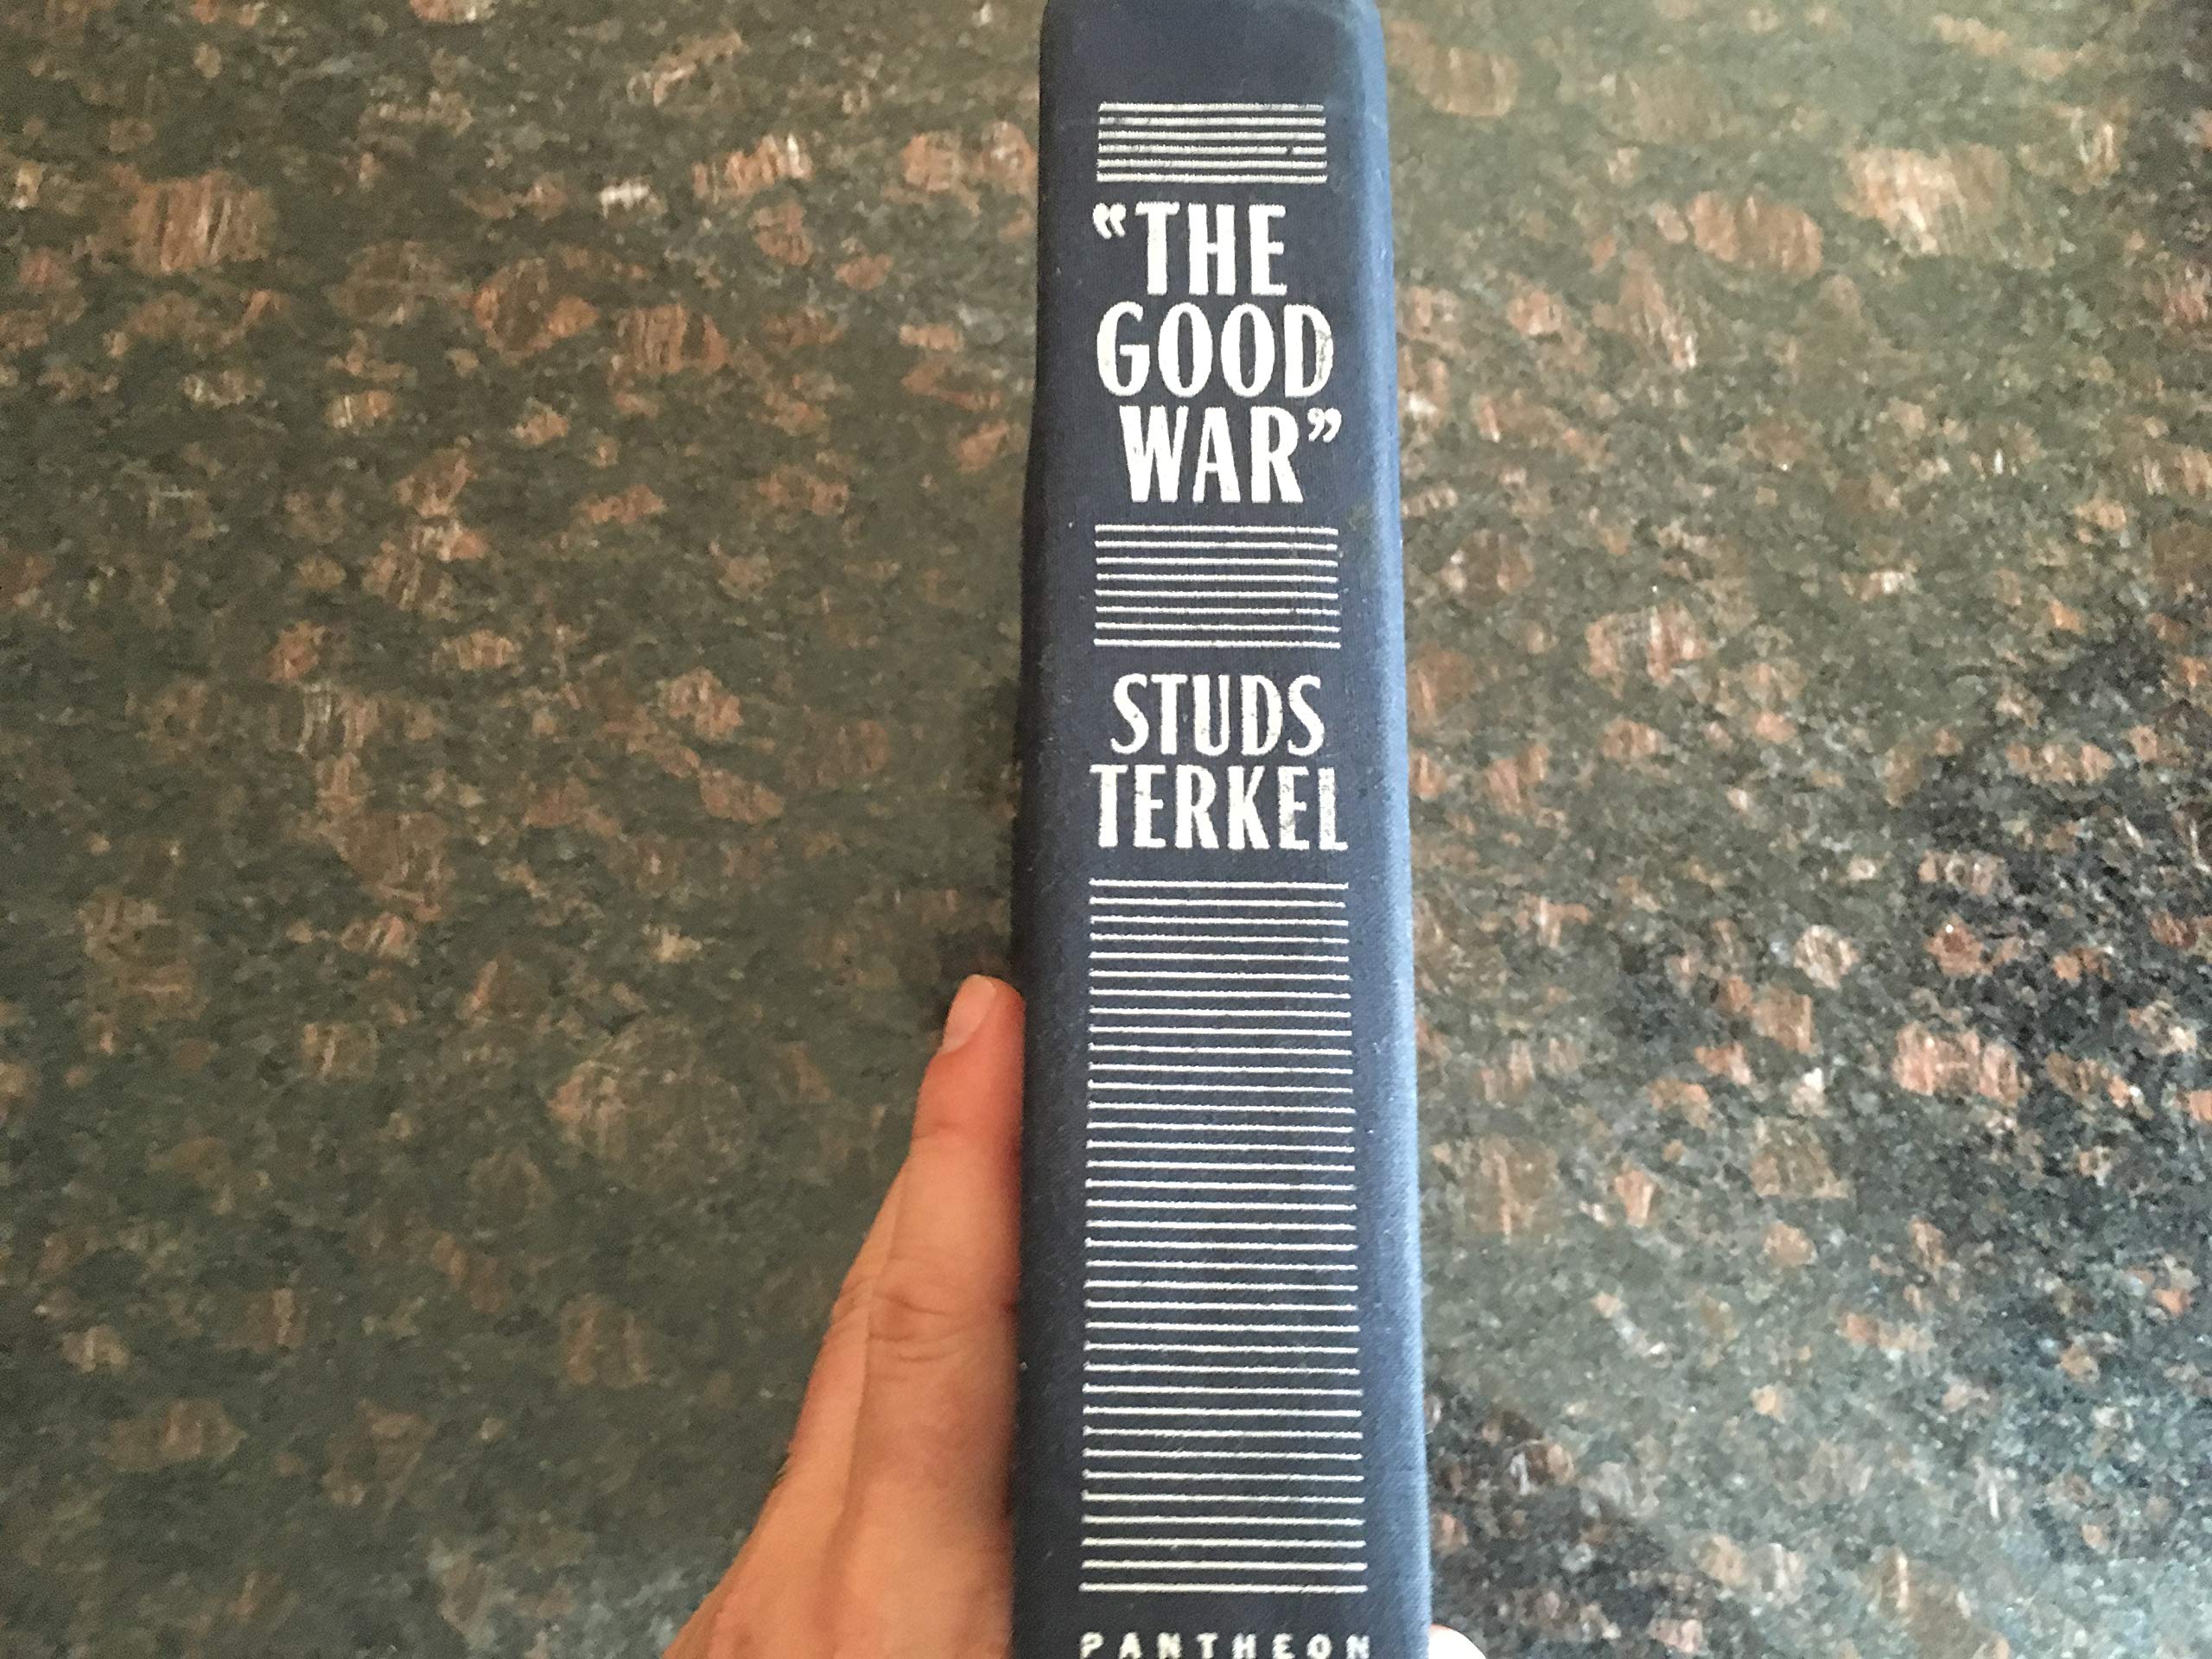 “THE
GOOD
WAR”
STUDS
TERKEL
PANTHEON